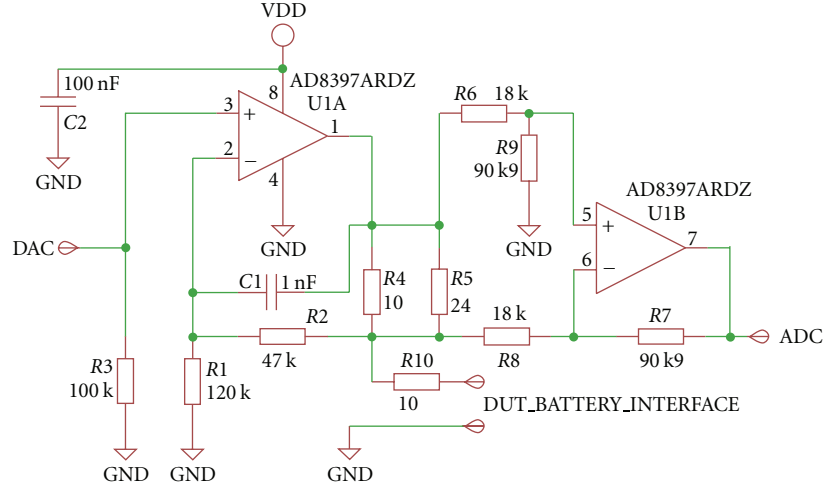 VDD
100 nF
C2
GND
AD8397ARDZ
U1A
8
3
+
2
−
1
4
GND
R6 18 k
R9
90 k9
GND
AD8397ARDZ
U1B
5
+
6
−
7
DAC
C1 1 nF
R4
10
R5
24
R2
47 k
18 k
R8
R7
90 k9
ADC
R3
100 k
R1
120 k
R10
10
DUT_BATTERY_INTERFACE
GND
GND
GND